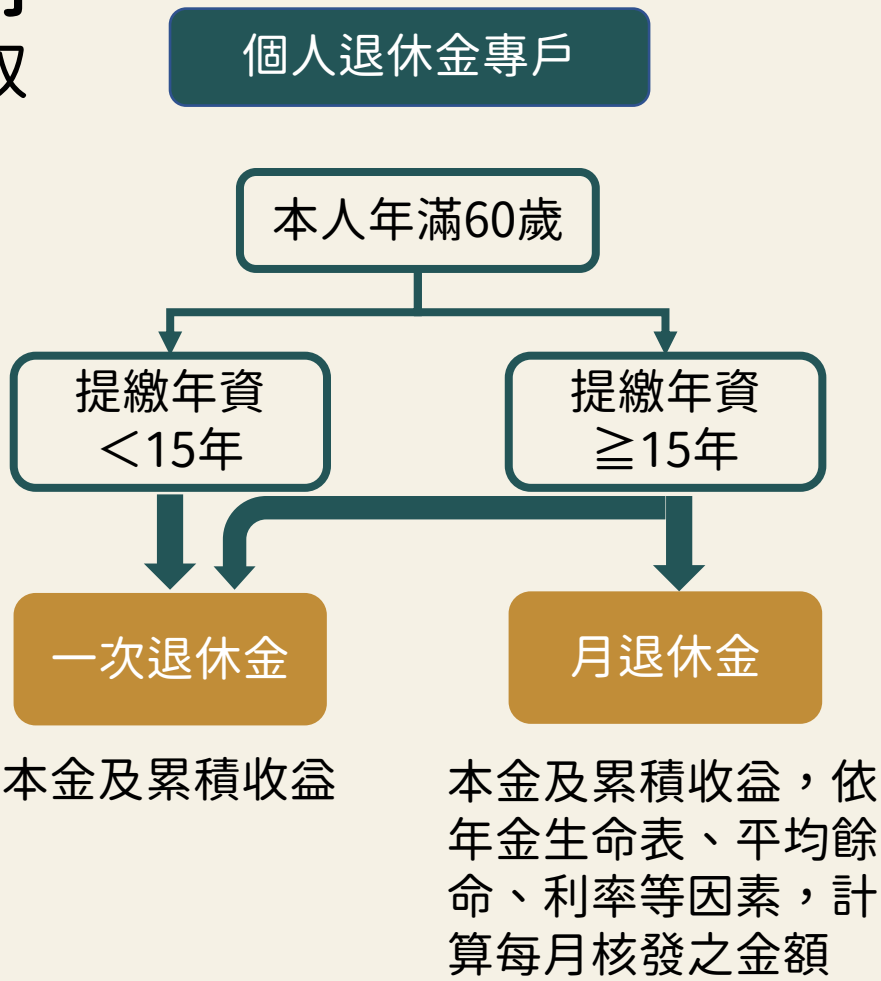 個人退休金專戶
本人年滿60歲
提繳年資
＜15年
提繳年資
≧15年
一次退休金
月退休金
本金及累積收益
本金及累積收益，依
年金生命表、平均餘
命、利率等因素，計
算每月核發之金額